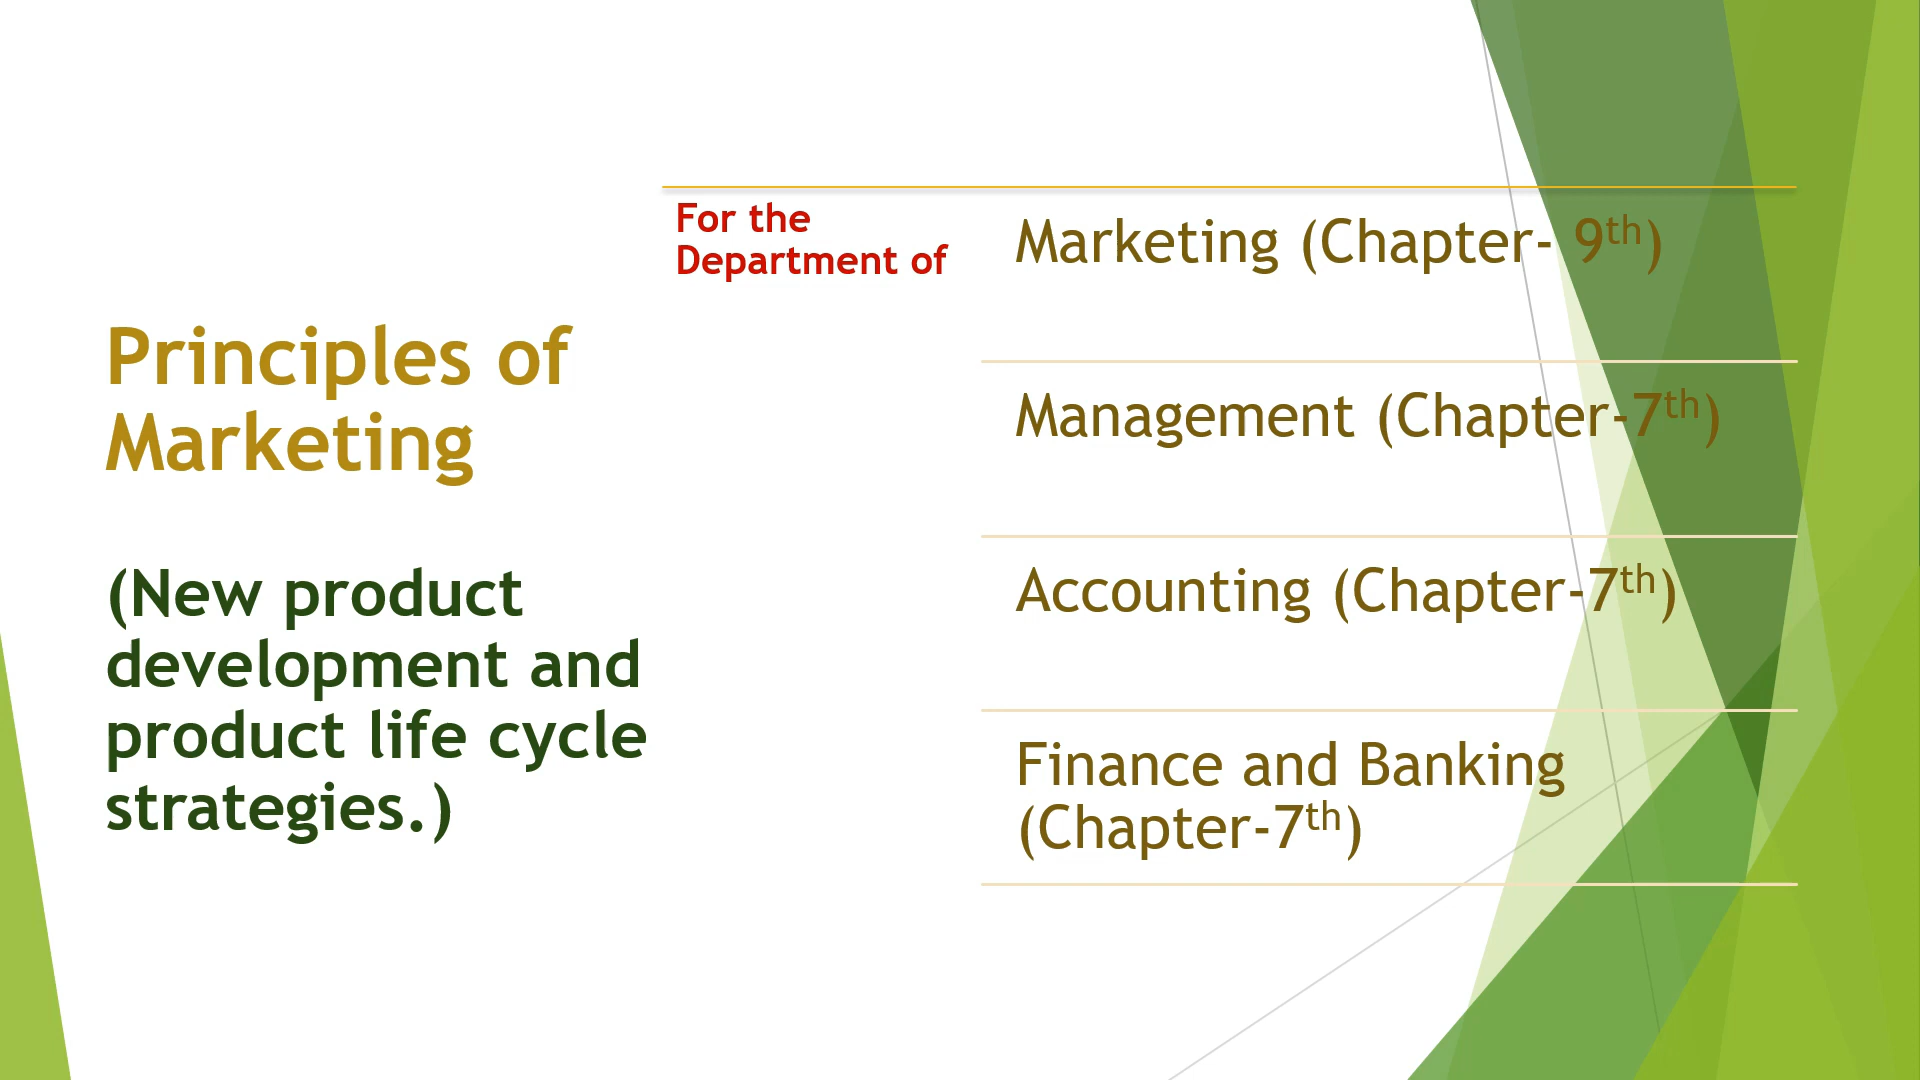 Principles of
Marketing
(New product
development and
product life cycle
strategies.)
For the
Department of
Marketing (Chapter- 9th)
Management (Chapter-7th)
Accounting (Chapter-7th)
Finance and Banking
(Chapter-7th)